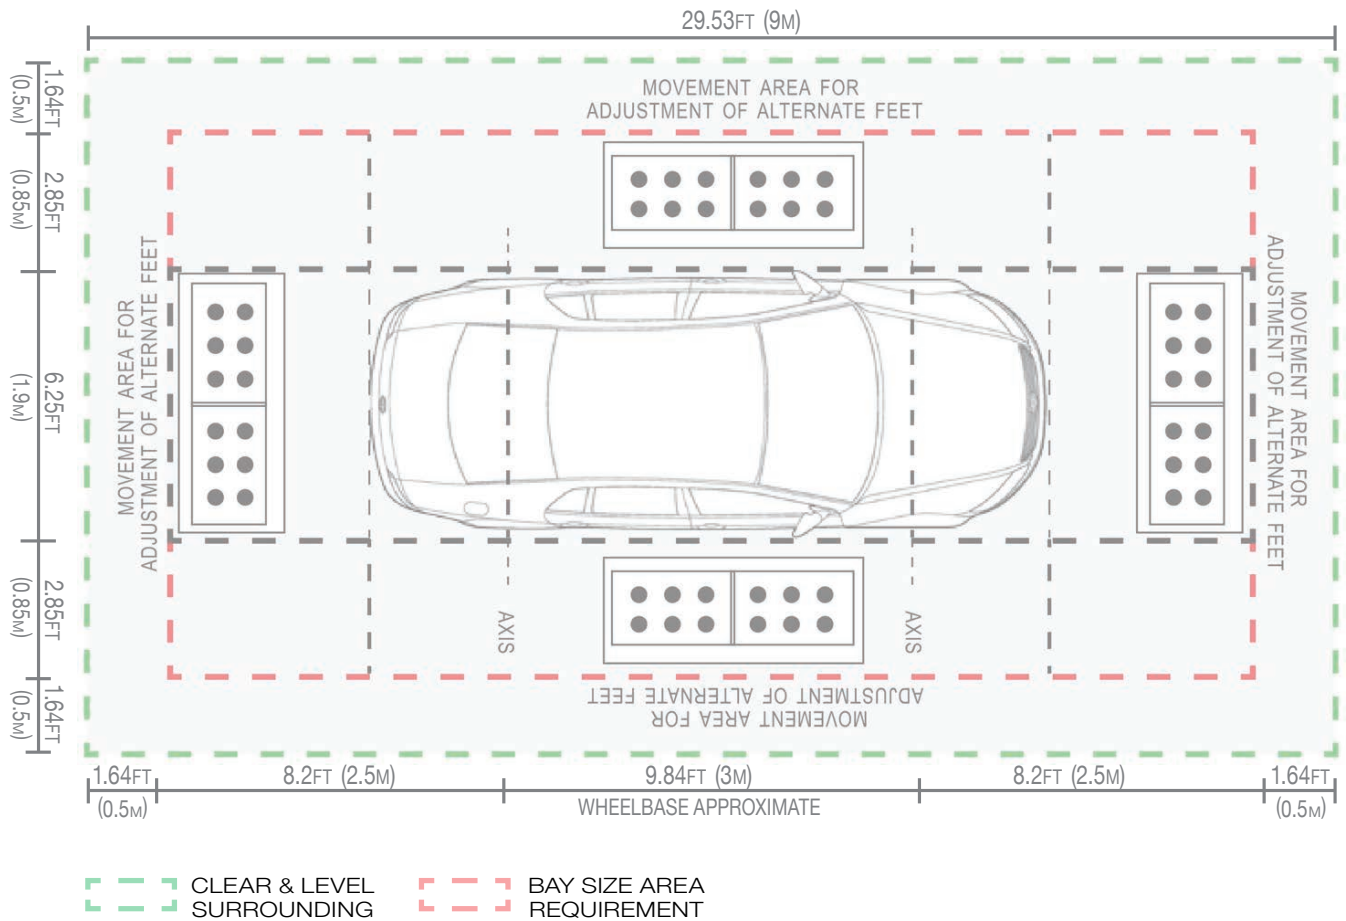 29.53FT (9M)
MOVEMENT AREA FOR
ADJUSTMENT OF ALTERNATE FEET
1.64FT
(0.5M)
2.85FT
(0.85M)
6.25FT
(1.9M)
2.85FT
(0.85M)
1.64FT
(0.5M)
MOVEMENT AREA FOR
ADJUSTMENT OF ALTERNATE FEET
MOVEMENT AREA FOR
ADJUSTMENT OF ALTERNATE FEET
AXIS
AXIS
MOVEMENT AREA FOR
ADJUSTMENT OF ALTERNATE FEET
1.64FT
(0.5M)
8.2FT (2.5M)
9.84FT (3M)
WHEELBASE APPROXIMATE
8.2FT (2.5M)
1.64FT
(0.5M)
CLEAR & LEVEL
SURROUNDING
BAY SIZE AREA
REQUIREMENT